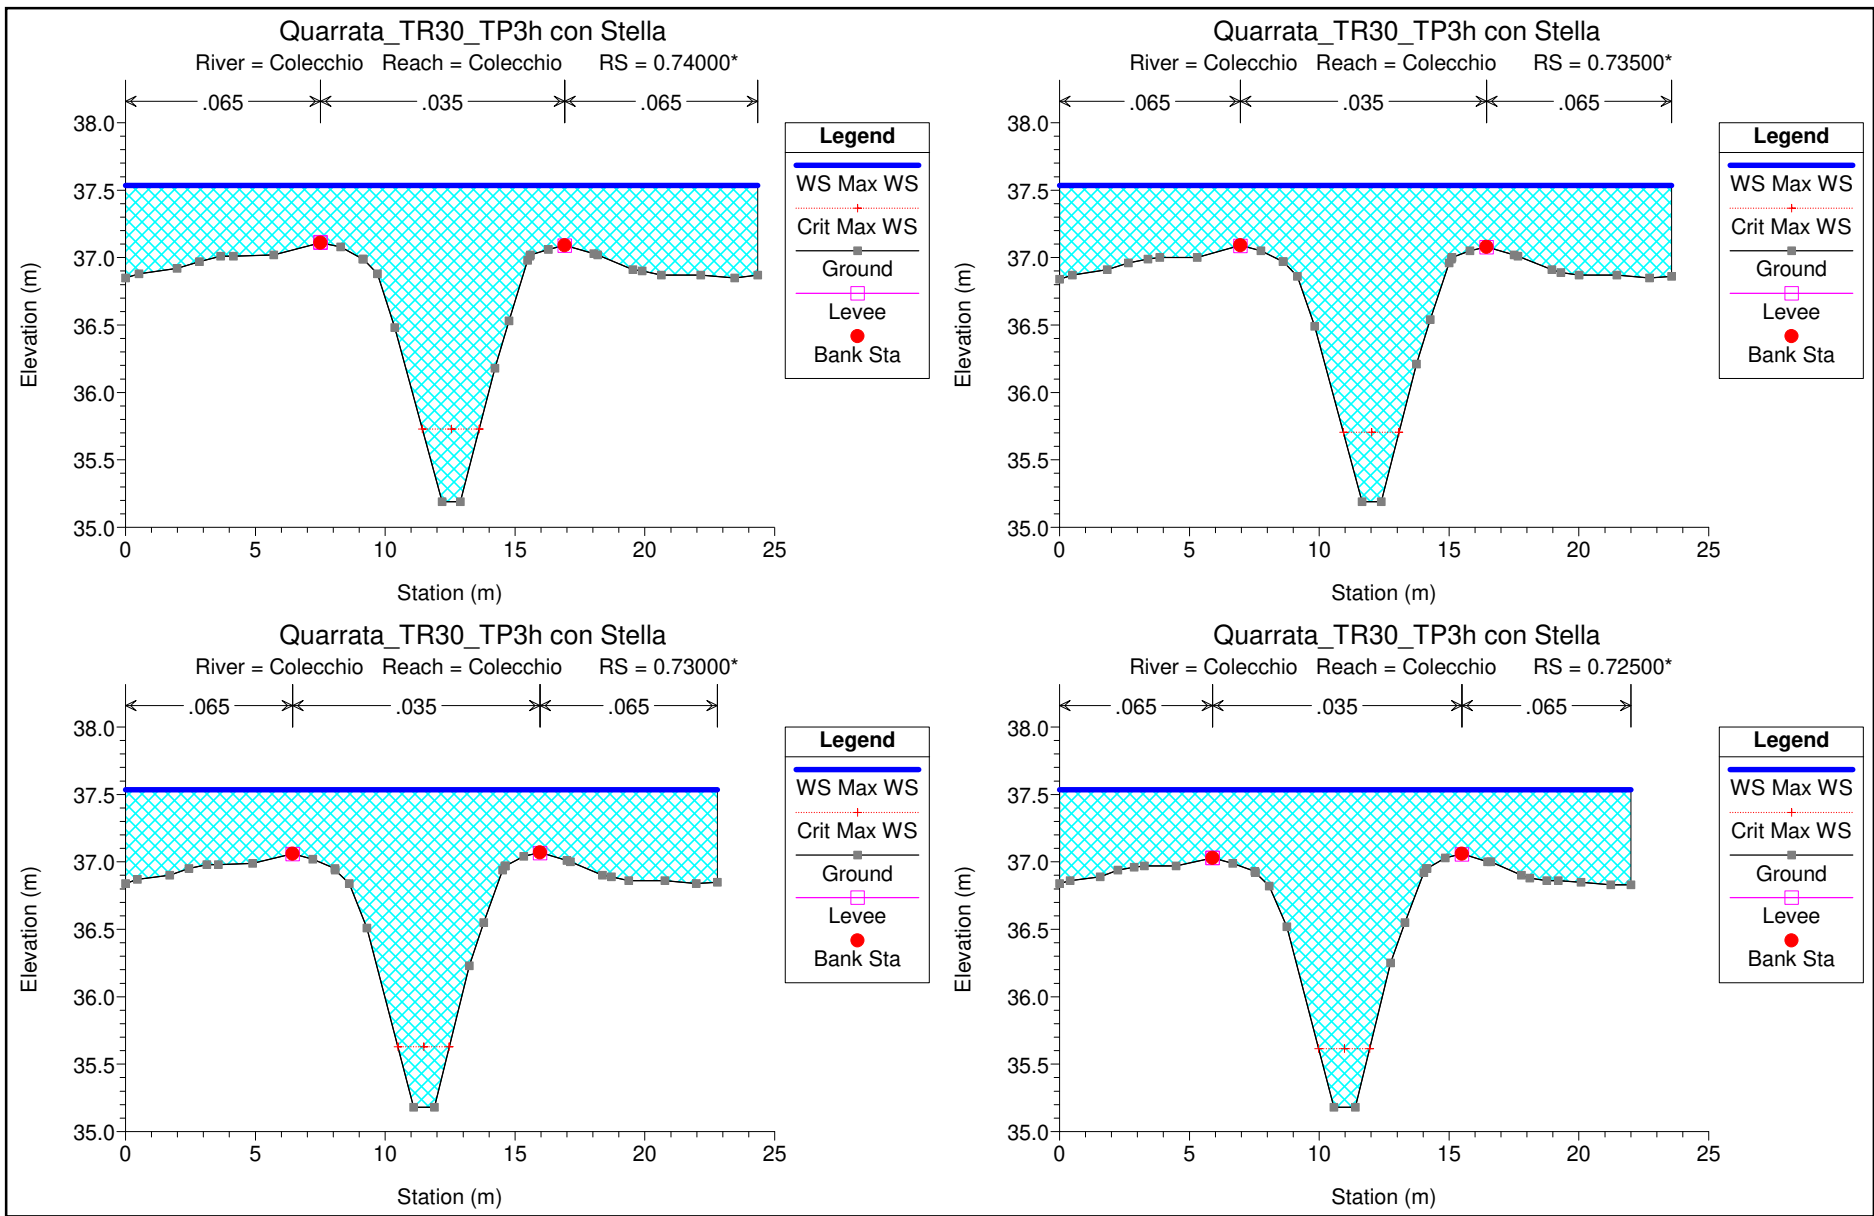 Quarrata_TR30_TP3h con Stella
River = Colecchio Reach = Colecchio RS = 0.74000*
.065 .035 .065
38.0
37.5
37.0
36.5
36.0
35.5
35.0
Elevation (m)
0 5 10 15 20 25
Station (m)
Legend
WS Max WS
Crit Max WS
Ground
Levee
Bank Sta
Quarrata_TR30_TP3h con Stella
River = Colecchio Reach = Colecchio RS = 0.73500*
.065 .035 .065
38.0
37.5
37.0
36.5
36.0
35.5
35.0
Elevation (m)
0 5 10 15 20 25
Station (m)
Legend
WS Max WS
Crit Max WS
Ground
Levee
Bank Sta
Quarrata_TR30_TP3h con Stella
River = Colecchio Reach = Colecchio RS = 0.73000*
.065 .035 .065
38.0
37.5
37.0
36.5
36.0
35.5
35.0
Elevation (m)
0 5 10 15 20 25
Station (m)
Legend
WS Max WS
Crit Max WS
Ground
Levee
Bank Sta
Quarrata_TR30_TP3h con Stella
River = Colecchio Reach = Colecchio RS = 0.72500*
.065 .035 .065
38.0
37.5
37.0
36.5
36.0
35.5
35.0
Elevation (m)
0 5 10 15 20 25
Station (m)
Legend
WS Max WS
Crit Max WS
Ground
Levee
Bank Sta